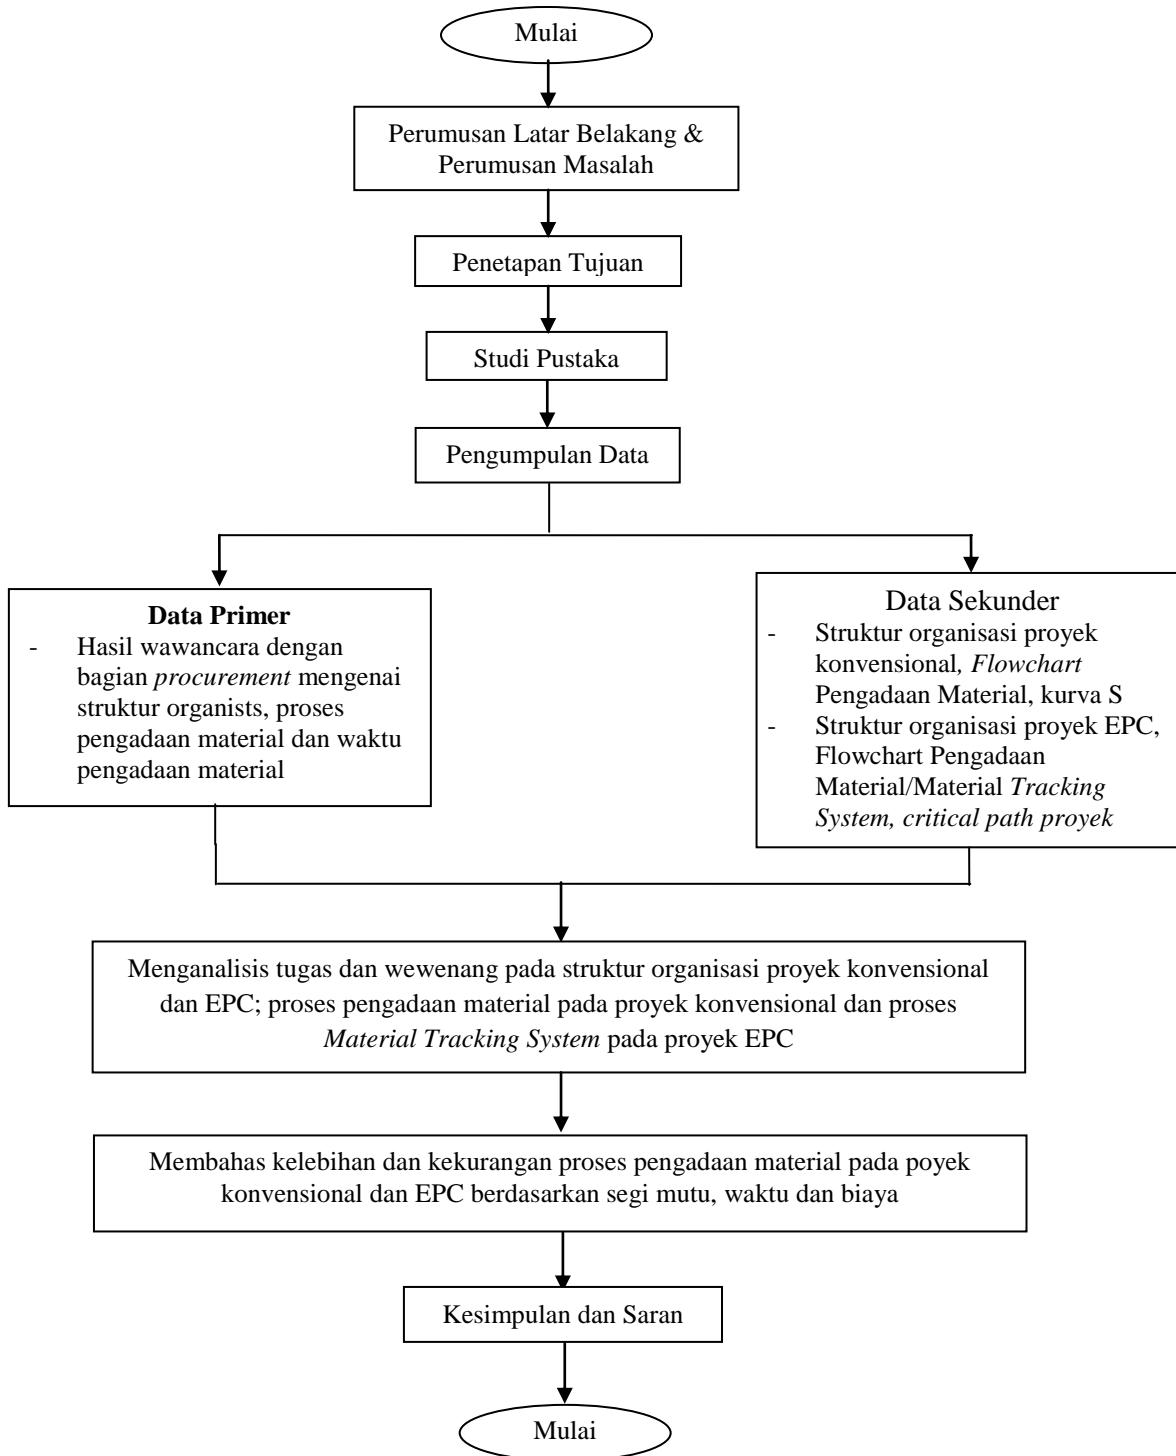 Mulai
Perumusan Latar Belakang &
Perumusan Masalah
Penetapan Tujuan
Studi Pustaka
Pengumpulan Data
Data Primer
- Hasil wawancara dengan
bagian procurement mengenai
struktur organists, proses
pengadaan material dan waktu
pengadaan material
Data Sekunder
- Struktur organisasi proyek
konvensional, Flowchart
Pengadaan Material, kurva S
- Struktur organisasi proyek EPC,
Flowchart Pengadaan
Material/Material Tracking
System, critical path proyek
Menganalisis tugas dan wewenang pada struktur organisasi proyek konvensional
dan EPC; proses pengadaan material pada proyek konvensional dan proses
Material Tracking System pada proyek EPC
Membahas kelebihan dan kekurangan proses pengadaan material pada poyek
konvensional dan EPC berdasarkan segi mutu, waktu dan biaya
Kesimpulan dan Saran
Mulai